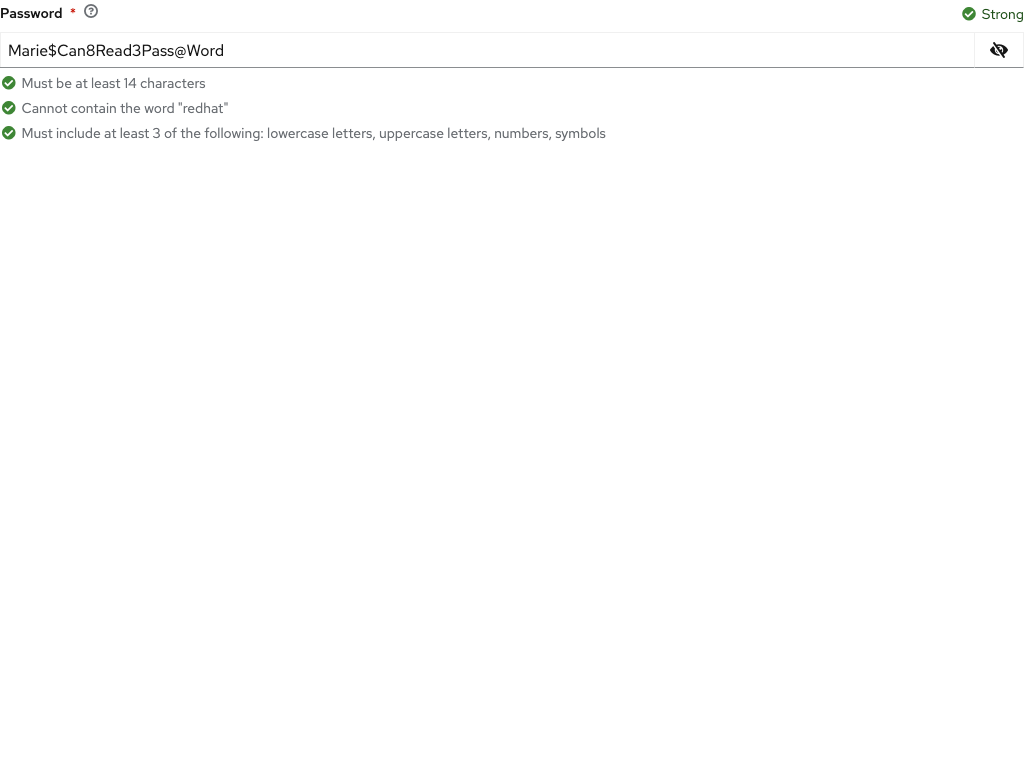 Password * Strong
Marie$Can8Read3Pass@Word
Must be at least 14 characters
Cannot contain the word "redhat"
Must include at least 3 of the following: lowercase letters, uppercase letters, numbers, symbols